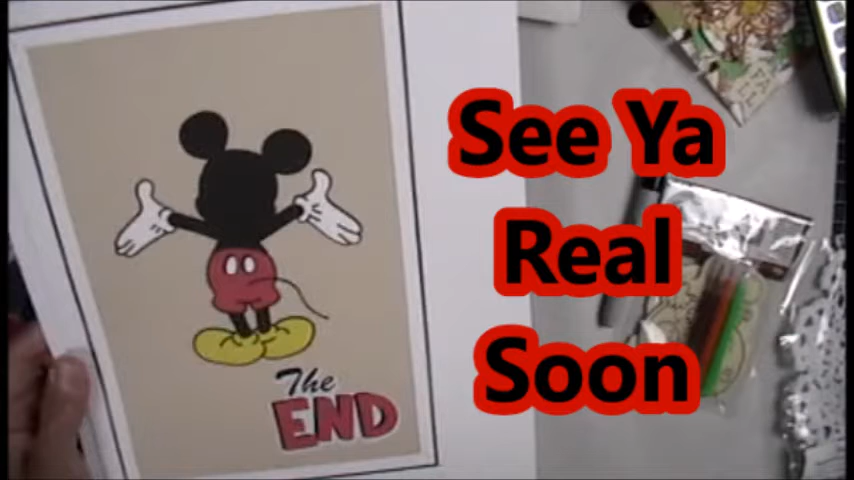 See Ya
Real
Soon
The
END